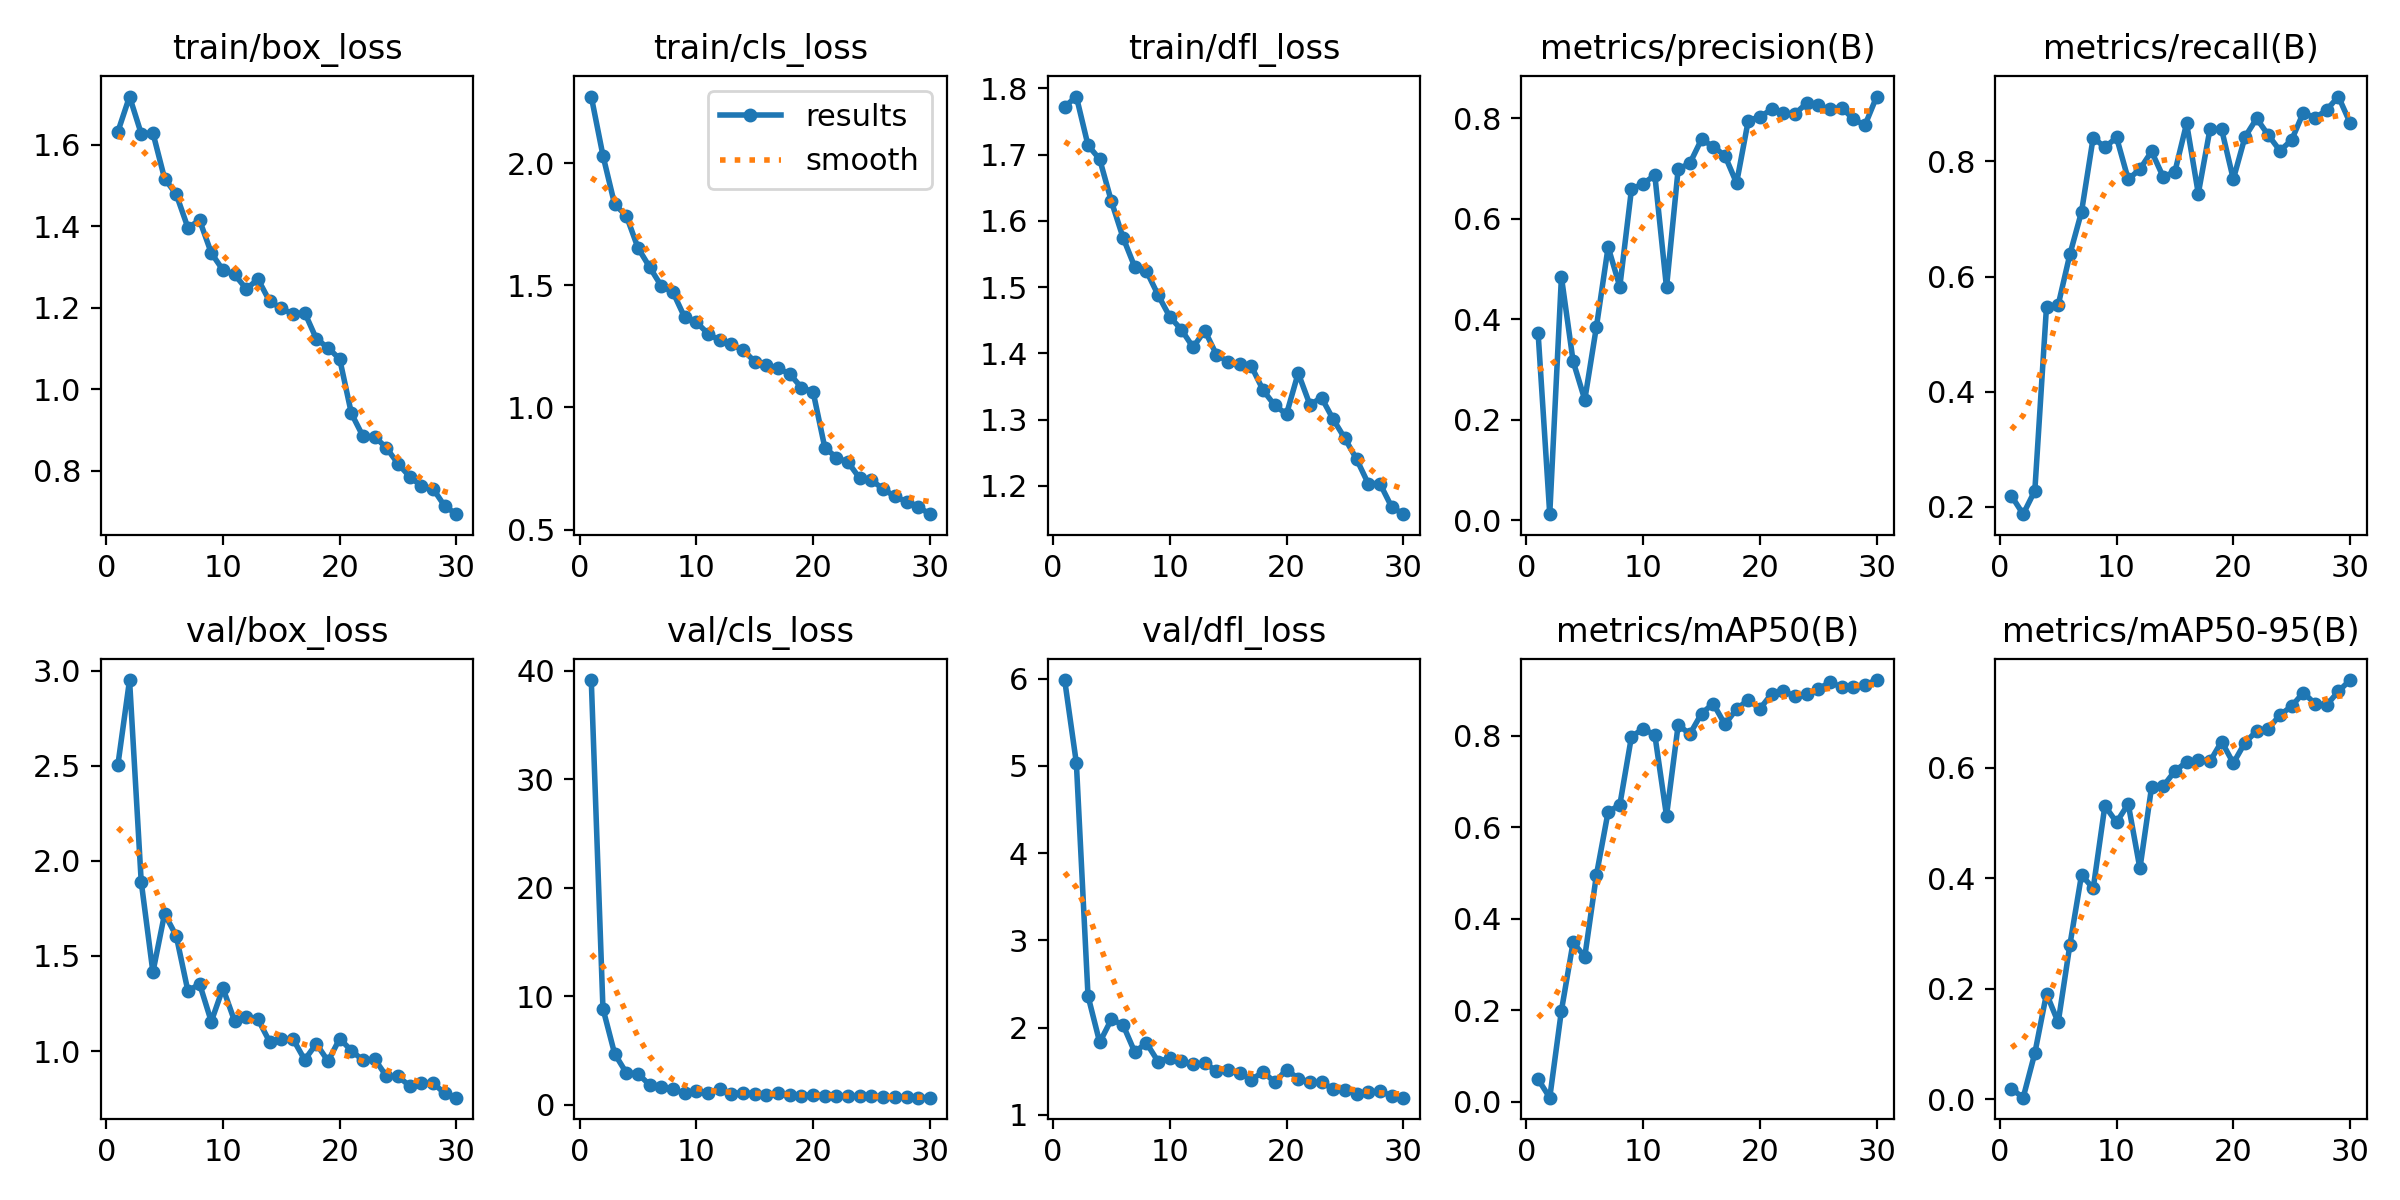 train/box_loss
1.6
1.4
1.2
1.0
0.8
0 10 20 30
train/cls_loss
results
smooth
2.0
1.5
1.0
0.5
0 10 20 30
train/dfl_loss
1.8
1.7
1.6
1.5
1.4
1.3
1.2
0 10 20 30
metrics/precision(B)
0.8
0.6
0.4
0.2
0.0
0 10 20 30
metrics/recall(B)
0.8
0.6
0.4
0.2
0 10 20 30
val/box_loss
3.0
2.5
2.0
1.5
1.0
0 10 20 30
val/cls_loss
40
30
20
10
0
0 10 20 30
val/dfl_loss
6
5
4
3
2
1
0 10 20 30
metrics/mAP50(B)
0.8
0.6
0.4
0.2
0.0
0 10 20 30
metrics/mAP50-95(B)
0.6
0.4
0.2
0.0
0 10 20 30